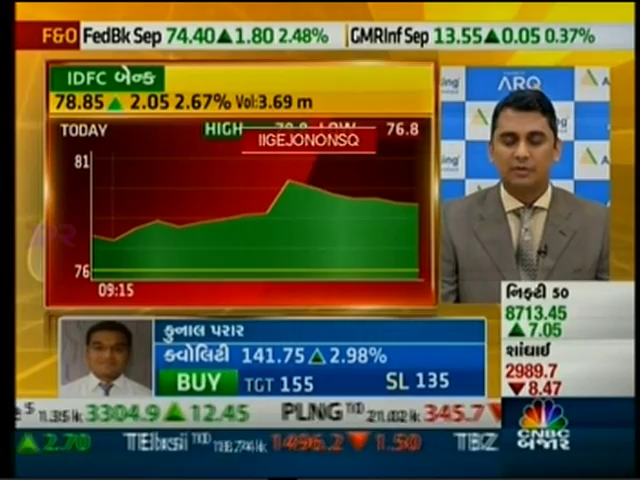 F&O FedBk Sep 74.40 ▲ 1.80 2.48% GMRInf Sep 13.55 ▲ 0.05 0.37%
IDFC બેન્ક
78.85 ▲ 2.05 2.67% Vol:3.69 m
TODAY HIGH LOW 76.8
IIGEJONONSQ
81
76
09:15
ARQ
નિફ્ટી 50
8713.45
▲ 7.05
શાંઘાઈ
2989.7
▼ 8.47
કુનાલ પરાર
ક્વોલિટી 141.75 ▲ 2.98%
BUY TGT 155 SL 135
3304.9 ▲ 12.45 PLNG 345.7 ▼
▲ 2.70 1496.2 ▼ 1.50
CNBC
બજાર